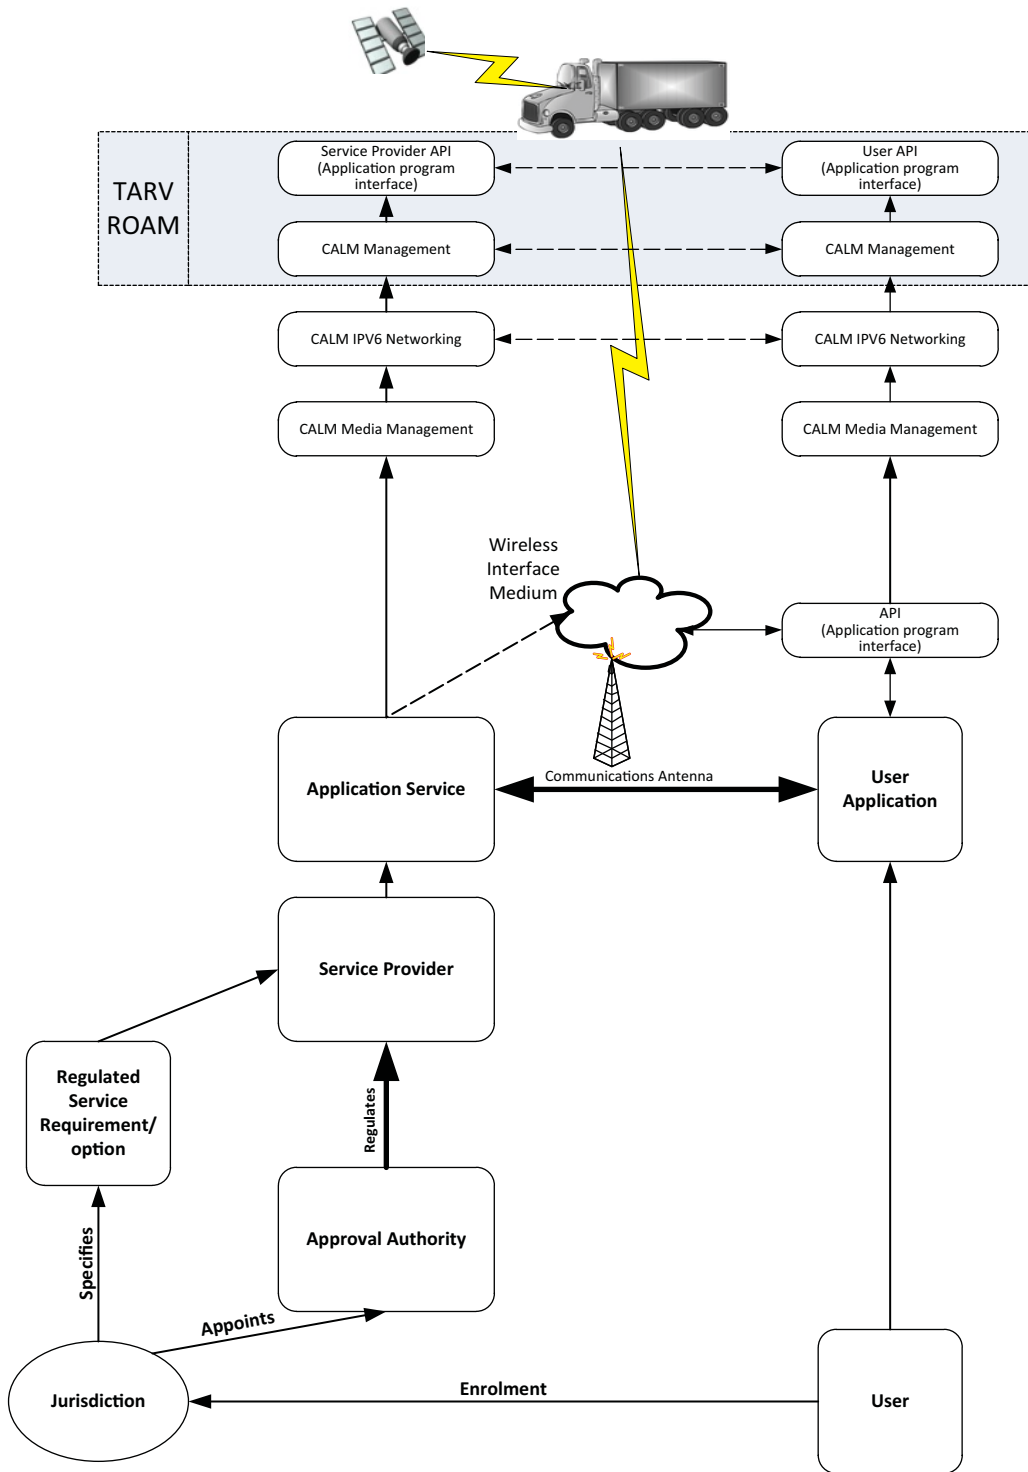 Service Provider API
(Application program
interface)
User API
(Application program
interface)
TARV
ROAM
CALM Management
CALM Management
CALM IPV6 Networking
CALM IPV6 Networking
CALM Media Management
CALM Media Management
Wireless
Interface
Medium
API
(Application program
interface)
Communications Antenna
Application Service
User
Application
Service Provider
Regulated
Service
Requirement/
option
Regulates
Approval Authority
Specifies
Appoints
Jurisdiction
Enrolment
User